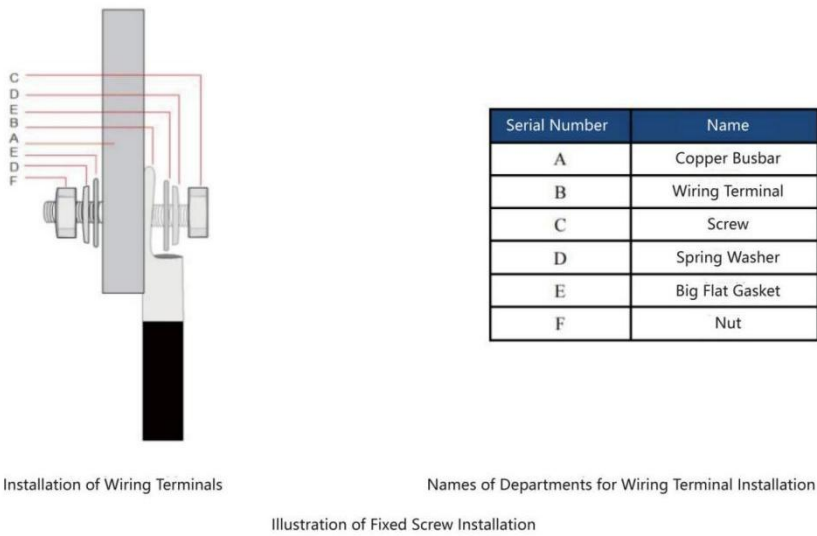 C
D
E
B
A
E
D
F
Serial Number Name
A Copper Busbar
B Wiring Terminal
C Screw
D Spring Washer
E Big Flat Gasket
F Nut
Installation of Wiring Terminals
Names of Departments for Wiring Terminal Installation
Illustration of Fixed Screw Installation